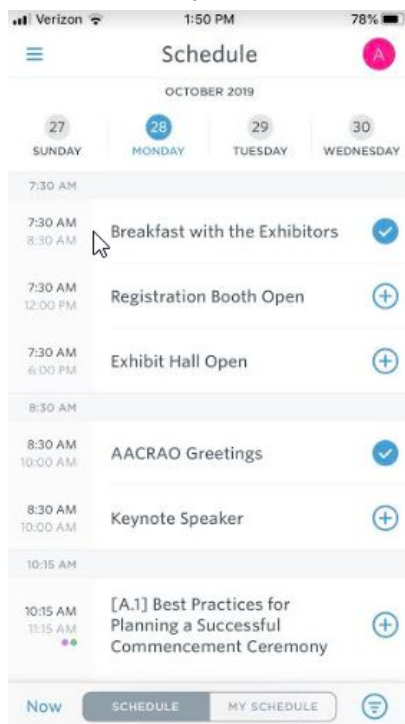 Verizon 1:50 PM 78%
Schedule A
OCTOBER 2019
27 28 29 30
SUNDAY MONDAY TUESDAY WEDNESDAY
7:30 AM
7:30 AM
8:30 AM
Breakfast with the Exhibitors
7:30 AM
12:00 PM
Registration Booth Open
7:30 AM
6:00 PM
Exhibit Hall Open
8:30 AM
8:30 AM
10:00 AM
AACRAO Greetings
8:30 AM
10:00 AM
Keynote Speaker
10:15 AM
10:15 AM
11:15 AM
[A.1] Best Practices for
Planning a Successful
Commencement Ceremony
Now SCHEDULE MY SCHEDULE